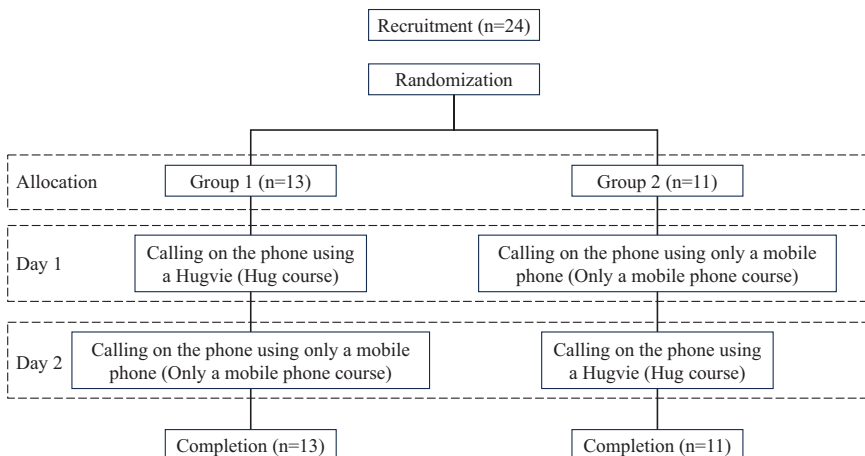 Recruitment (n=24)
Randomization
Allocation
Group 1 (n=13)
Group 2 (n=11)
Day 1
Calling on the phone using
a Hugvie (Hug course)
Calling on the phone using only a mobile
phone (Only a mobile phone course)
Day 2
Calling on the phone using only a mobile
phone (Only a mobile phone course)
Calling on the phone using
a Hugvie (Hug course)
Completion (n=13)
Completion (n=11)